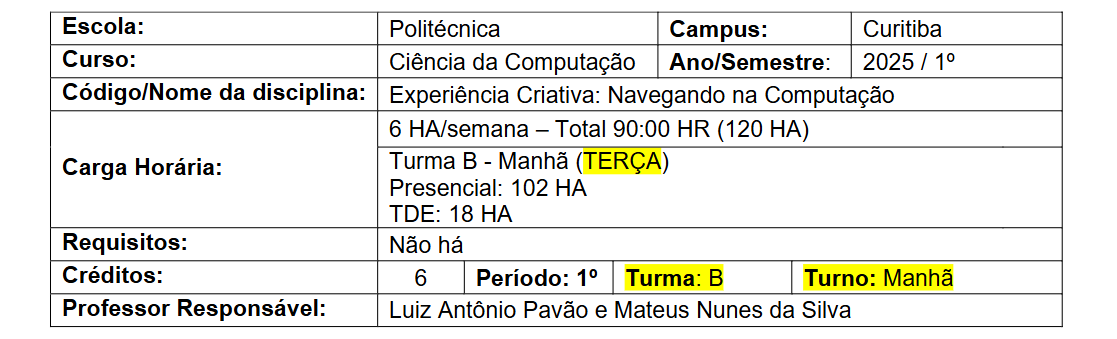 Escola: Politécnica Campus: Curitiba
Curso: Ciência da Computação Ano/Semestre: 2025 / 1º
Código/Nome da disciplina: Experiência Criativa: Navegando na Computação
Carga Horária: 6 HA/semana – Total 90:00 HR (120 HA)
Turma B - Manhã (TERÇA)
Presencial: 102 HA
TDE: 18 HA
Requisitos: Não há
Créditos: 6 Período: 1º Turma: B Turno: Manhã
Professor Responsável: Luiz Antônio Pavão e Mateus Nunes da Silva